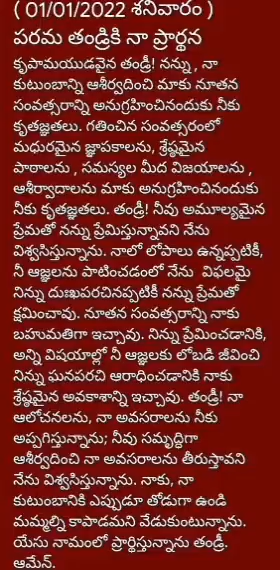 ( 01/01/2022 శనివారం )
పరమ తండ్రికి నా ప్రార్థన
కృపామయుడవైన తండ్రీ! నన్ను , నా
కుటుంబాన్ని ఆశీర్వదించి మాకు నూతన
సంవత్సరాన్ని అనుగ్రహించినందుకు నీకు
కృతజ్ఞతలు. గతించిన సంవత్సరంలో
మధురమైన జ్ఞాపకాలను, శ్రేష్ఠమైన
పాఠాలను , సమస్యల మీద విజయాలను ,
ఆశీర్వాదాలను మాకు అనుగ్రహించినందుకు
నీకు కృతజ్ఞతలు. తండ్రీ! నీవు అమూల్యమైన
ప్రేమతో నన్ను ప్రేమిస్తున్నావని నేను
విశ్వసిస్తున్నాను. నాలో లోపాలు ఉన్నప్పటికీ,
నీ ఆజ్ఞలను పాటించడంలో నేను విఫలమై
నిన్ను దుఃఖపరచినప్పటికీ నన్ను ప్రేమతో
క్షమించావు. నూతన సంవత్సరాన్ని నాకు
బహుమతిగా ఇచ్చావు. నిన్ను ప్రేమించడానికి,
అన్ని విషయాల్లో నీ ఆజ్ఞలకు లోబడి జీవించి
నిన్ను ఘనపరచి ఆరాధించడానికి నాకు
శ్రేష్ఠమైన అవకాశాన్ని ఇచ్చావు. తండ్రీ! నా
ఆలోచనలను, నా అవసరాలను నీకు
అప్పగిస్తున్నాను; నీవు సమృద్ధిగా
ఆశీర్వదించి నా అవసరాలను తీరుస్తావని
నేను విశ్వసిస్తున్నాను. నాకు, నా
కుటుంబానికి ఎప్పుడూ తోడుగా ఉండి
మమ్మల్ని కాపాడమని వేడుకుంటున్నాను.
యేసు నామంలో ప్రార్థిస్తున్నాను తండ్రీ.
ఆమేన్.